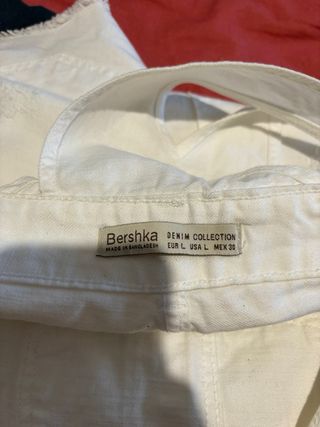 Bershka
MADE IN BANGLADESH
DENIM COLLECTION
EUR L USA L MEX 30